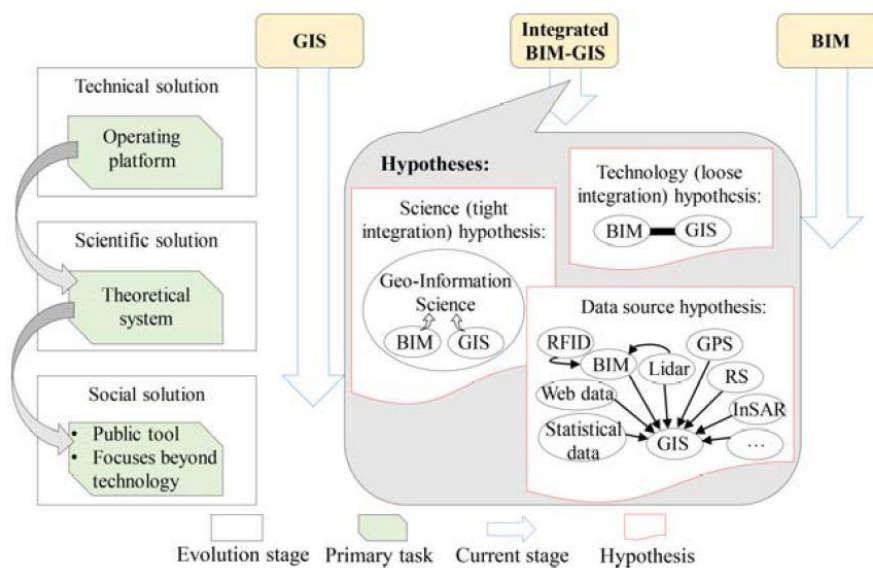 GIS
Integrated
BIM-GIS
BIM
Technical solution
Operating
platform
Scientific solution
Theoretical
system
Social solution
• Public tool
• Focuses beyond
technology
Hypotheses:
Science (tight
integration) hypothesis:
Geo-Information
Science
BIM
GIS
Technology (loose
integration) hypothesis:
BIM
GIS
Data source hypothesis:
RFID
BIM
Lidar
GPS
RS
Web data
InSAR
Statistical
data
GIS
…
Evolution stage
Primary task
Current stage
Hypothesis